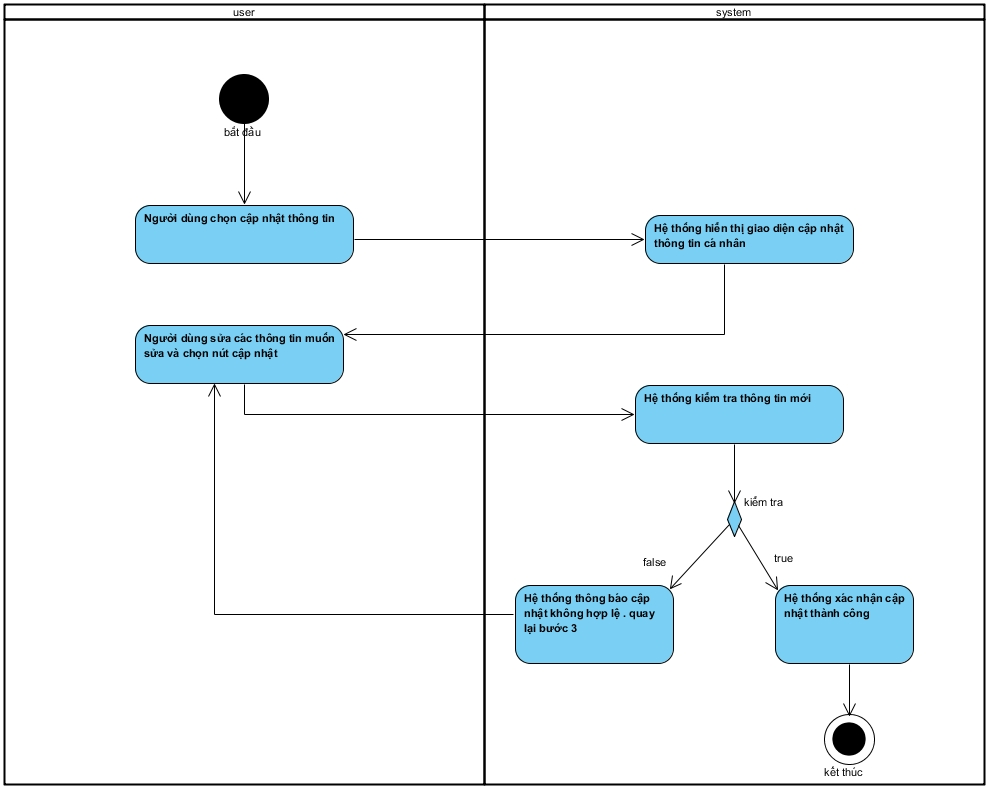 user
system
bắt đầu
Người dùng chọn cập nhật thông tin
Hệ thống hiển thị giao diện cập nhật
thông tin cá nhân
Người dùng sửa các thông tin muốn
sửa và chọn nút cập nhật
Hệ thống kiểm tra thông tin mới
kiểm tra
false
true
Hệ thống thông báo cập
nhật không hợp lệ . quay
lại bước 3
Hệ thống xác nhận cập
nhật thành công
kết thúc